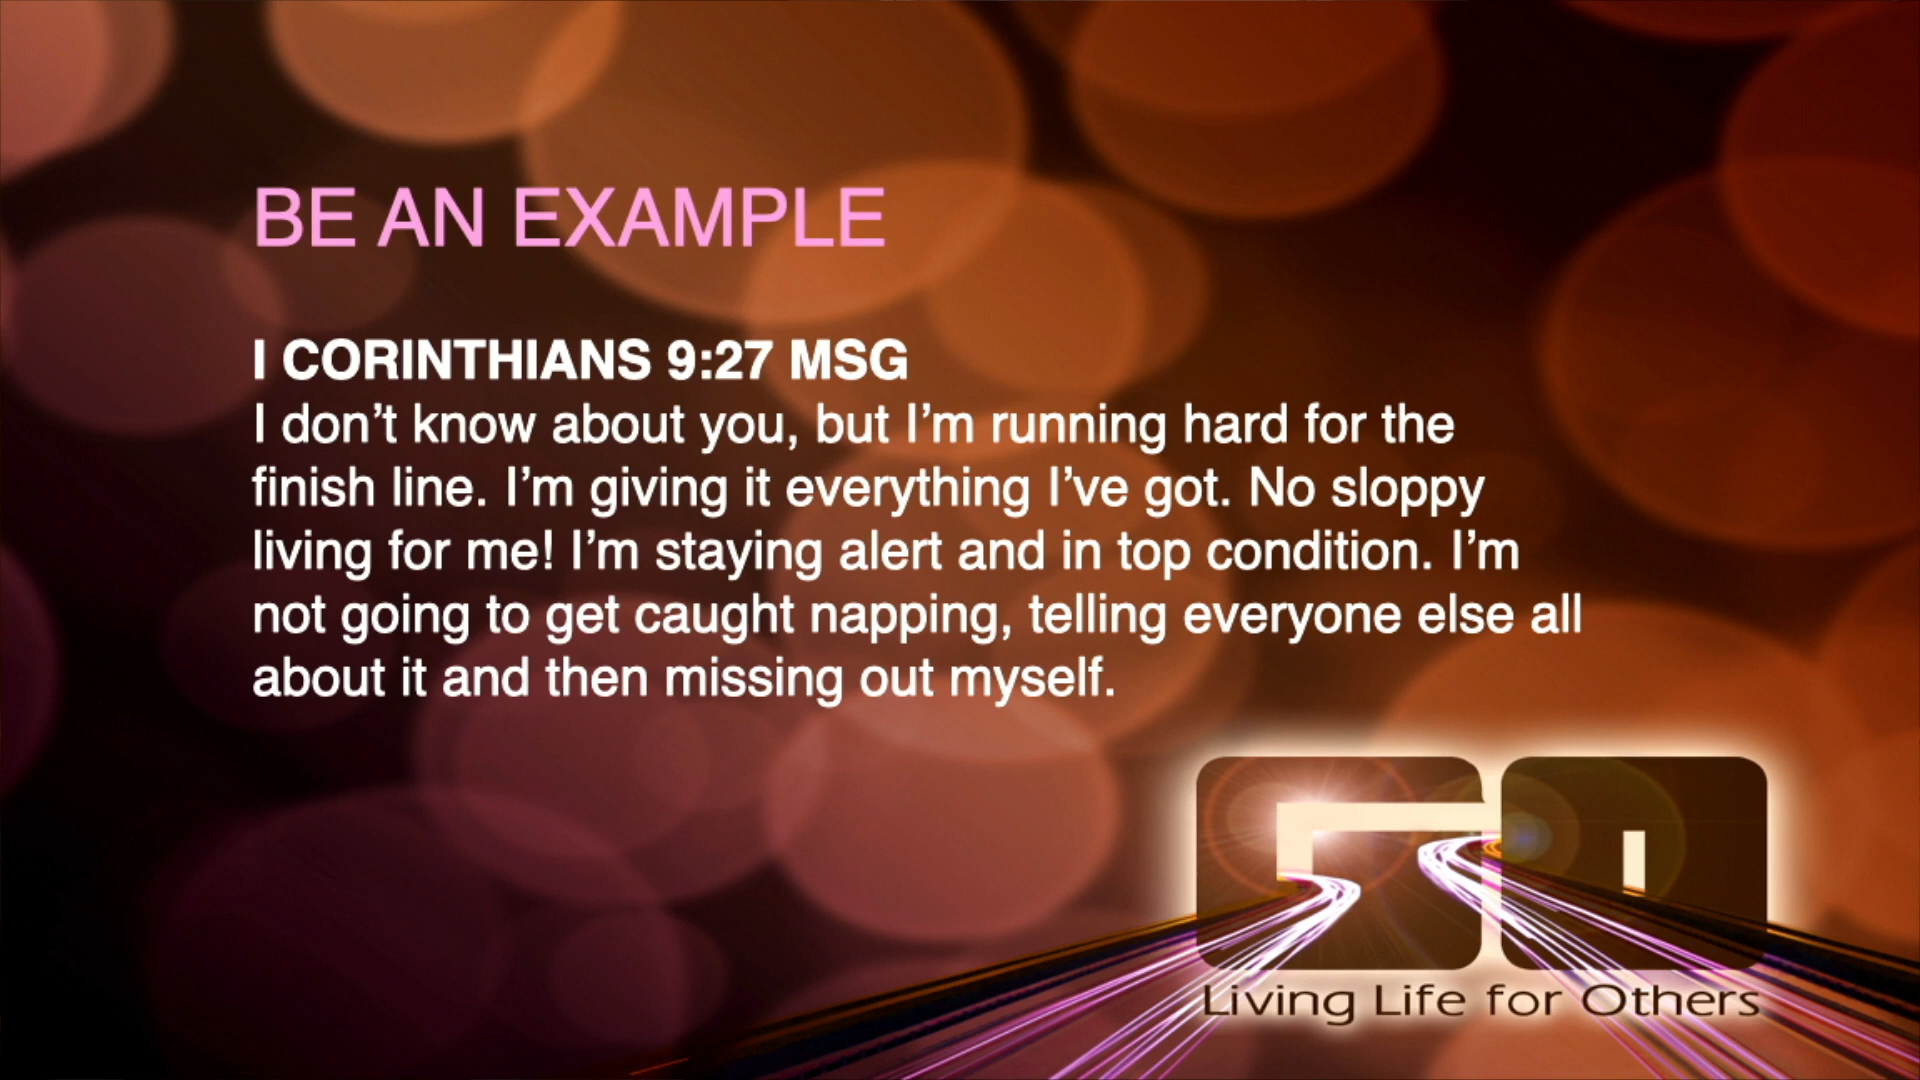 BE AN EXAMPLE
I CORINTHIANS 9:27 MSG
I don’t know about you, but I’m running hard for the
finish line. I’m giving it everything I’ve got. No sloppy
living for me! I’m staying alert and in top condition. I’m
not going to get caught napping, telling everyone else all
about it and then missing out myself.
Living Life for Others